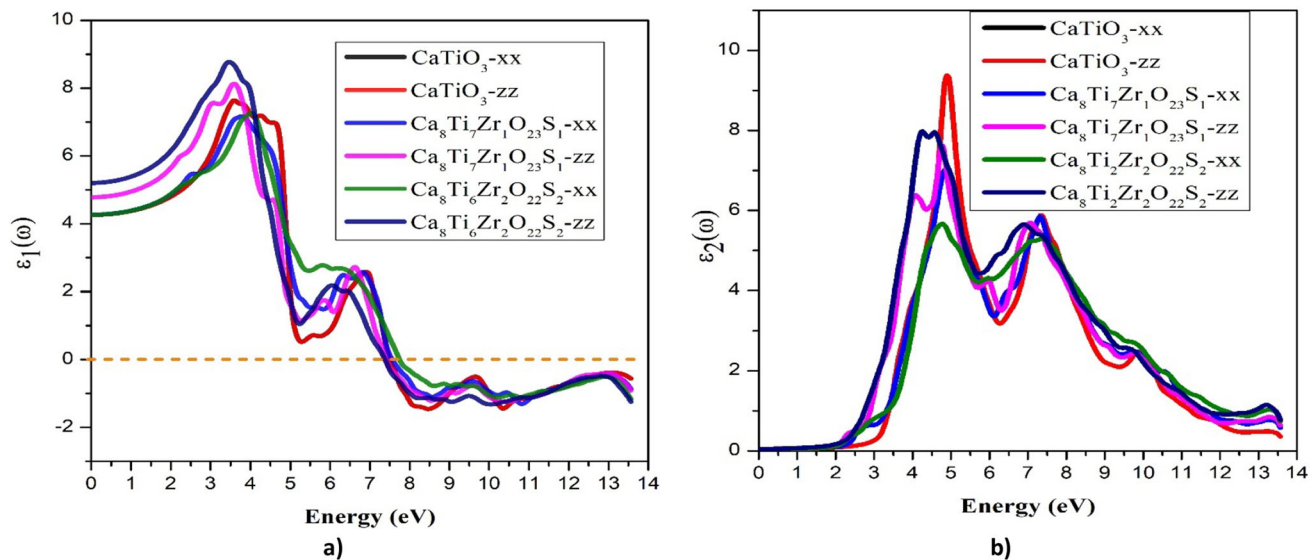 10
8
6
4
2
0
-2
ε₁(ω)
CaTiO₃-xx
CaTiO₃-zz
Ca₈Ti₇Zr₁O₂₃S₁-xx
Ca₈Ti₇Zr₁O₂₃S₁-zz
Ca₈Ti₆Zr₂O₂₂S₂-xx
Ca₈Ti₆Zr₂O₂₂S₂-zz
0 1 2 3 4 5 6 7 8 9 10 11 12 13 14
Energy (eV)
a)
10
8
6
4
2
0
ε₂(ω)
CaTiO₃-xx
CaTiO₃-zz
Ca₈Ti₇Zr₁O₂₃S₁-xx
Ca₈Ti₇Zr₁O₂₃S₁-zz
Ca₈Ti₂Zr₂O₂₂S₂-xx
Ca₈Ti₂Zr₂O₂₂S₂-zz
0 1 2 3 4 5 6 7 8 9 10 11 12 13 14
Energy (eV)
b)